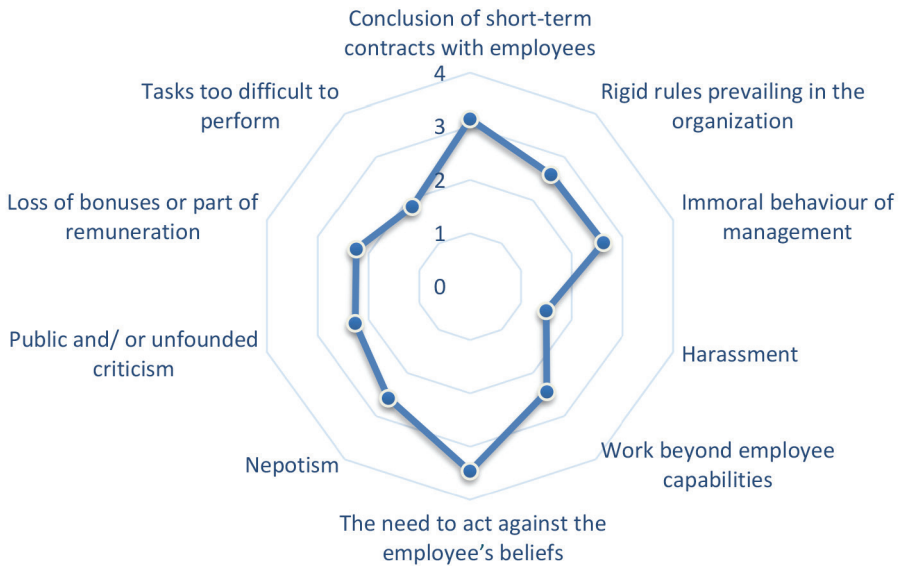 Conclusion of short-term
contracts with employees
4
Tasks too difficult to
perform
Rigid rules prevailing in the
organization
3
2
Loss of bonuses or part of
remuneration
Immoral behaviour of
management
1
0
Public and/ or unfounded
criticism
Harassment
Nepotism
Work beyond employee
capabilities
The need to act against the
employee’s beliefs